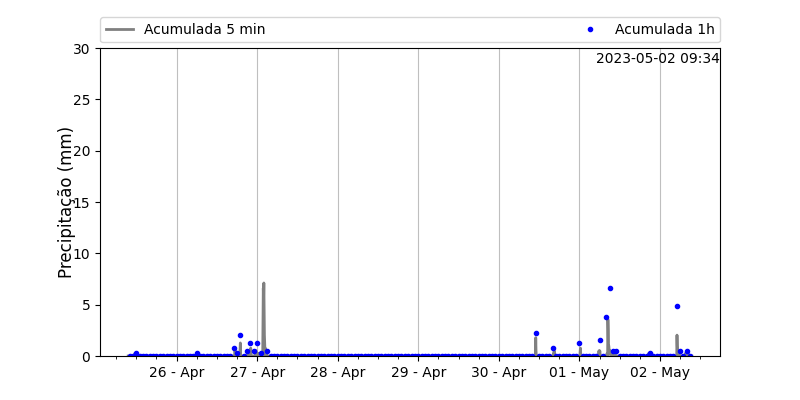 Acumulada 5 min
Acumulada 1h
2023-05-02 09:34
Precipitação (mm)
30
25
20
15
10
5
0
26 - Apr
27 - Apr
28 - Apr
29 - Apr
30 - Apr
01 - May
02 - May